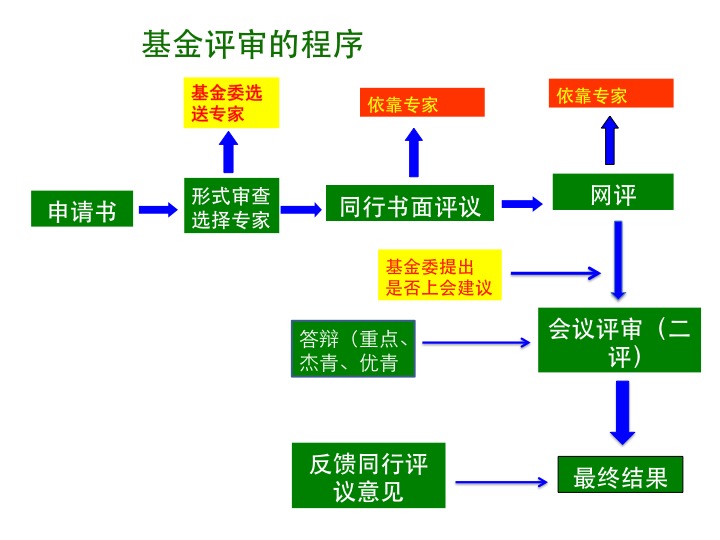 基金评审的程序
基金委选
送专家
依靠专家
依靠专家
申请书
形式审查
选择专家
同行书面评议
网评
基金委提出
是否上会建议
会议评审（二
评）
答辩（重点、
杰青、优青
反馈同行评
议意见
最终结果